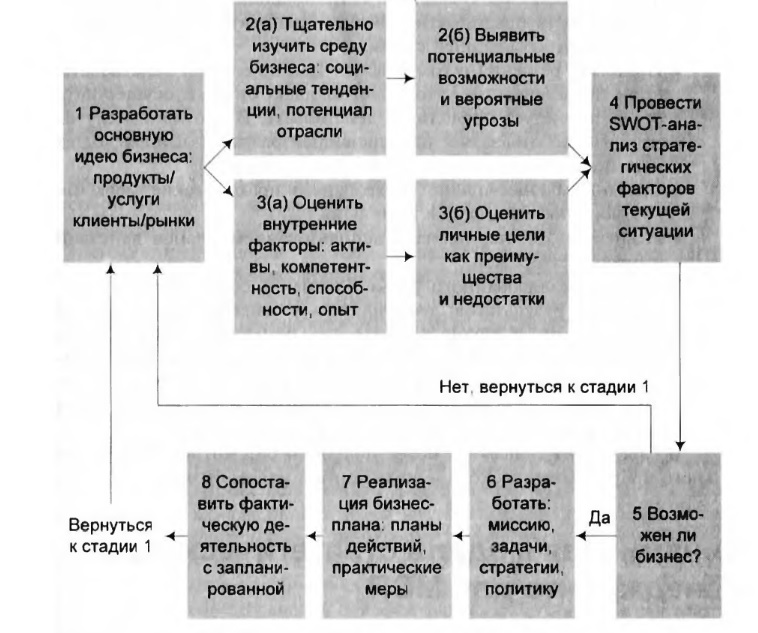 1 Разработать
основную
идею бизнеса:
продукты/
услуги
клиенты/рынки
2(а) Тщательно
изучить среду
бизнеса: соци-
альные тенден-
ции, потенциал
отрасли
2(б) Выявить
потенциальные
возможности
и вероятные
угрозы
3(а) Оценить
внутренние
факторы: акти-
вы, компетент-
ность, способ-
ности, опыт
3(б) Оценить
личные цели
как преиму-
щества
и недостатки
4 Провести
SWOT-ана-
лиз страте-
гических
факторов
текущей
ситуации
Нет, вернуться к стадии 1
5 Возмо-
жен ли
бизнес?
Да
6 Разра-
ботать:
миссию,
задачи,
стратегии,
политику
7 Реализа-
ция бизнес-
плана: планы
действий,
практические
меры
8 Сопоста-
вить факти-
ческую де-
ятельность
с заплани-
рованной
Вернуться
к стадии 1